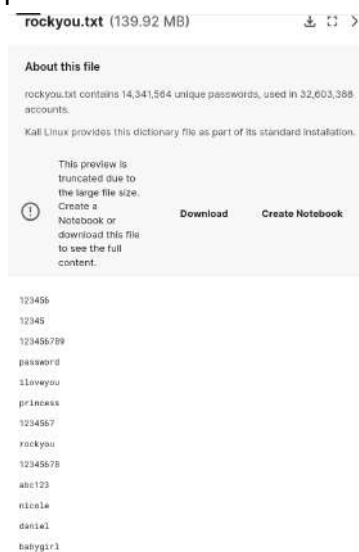 rockyou.txt (139.92 MB)
About this file
rockyou.txt contains 14,341,564 unique passwords, used in 32,603,388
accounts.
Kali Linux provides this dictionary file as part of its standard installation.
This preview is
truncated due to
the large file size.
Create a
Notebook or
download this file
to see the full
content.
Download
Create Notebook
123456
12345
123456789
password
iloveyou
princess
1234567
rockyou
12345678
abc123
nicole
daniel
babygirl